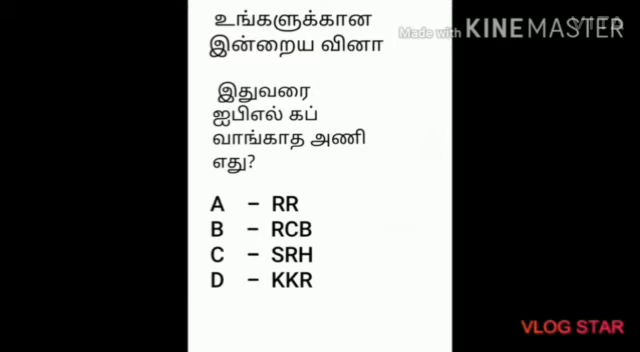 உங்களுக்கான
இன்றைய வினா
இதுவரை
ஐபிஎல் கப்
வாங்காத அணி
எது?
A – RR
B – RCB
C – SRH
D – KKR
Made with KINEMASTER
VLOG STAR